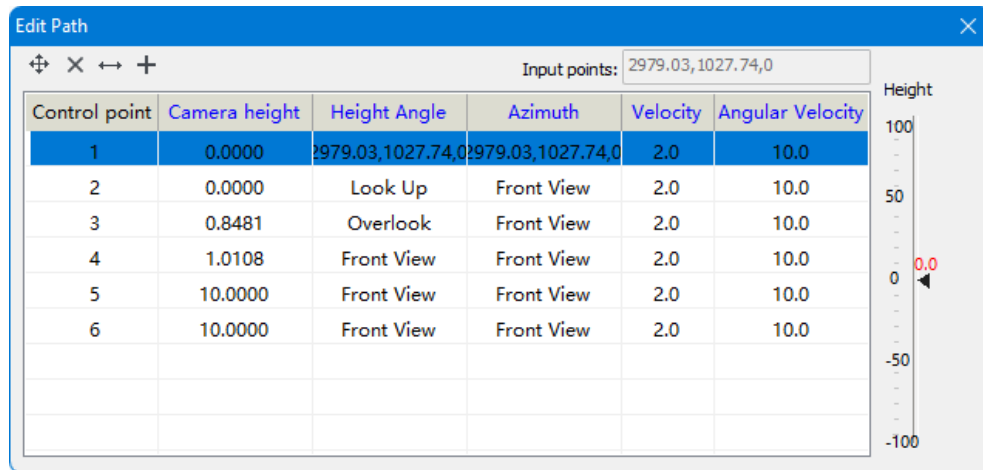 Edit Path
Input points: 2979.03,1027.74,0
Height
Control point Camera height Height Angle Azimuth Velocity Angular Velocity
1 0.0000 2979.03,1027.74,0 2979.03,1027.74,0 2.0 10.0
2 0.0000 Look Up Front View 2.0 10.0
3 0.8481 Overlook Front View 2.0 10.0
4 1.0108 Front View Front View 2.0 10.0
5 10.0000 Front View Front View 2.0 10.0
6 10.0000 Front View Front View 2.0 10.0
100
50
0,0
0
-50
-100